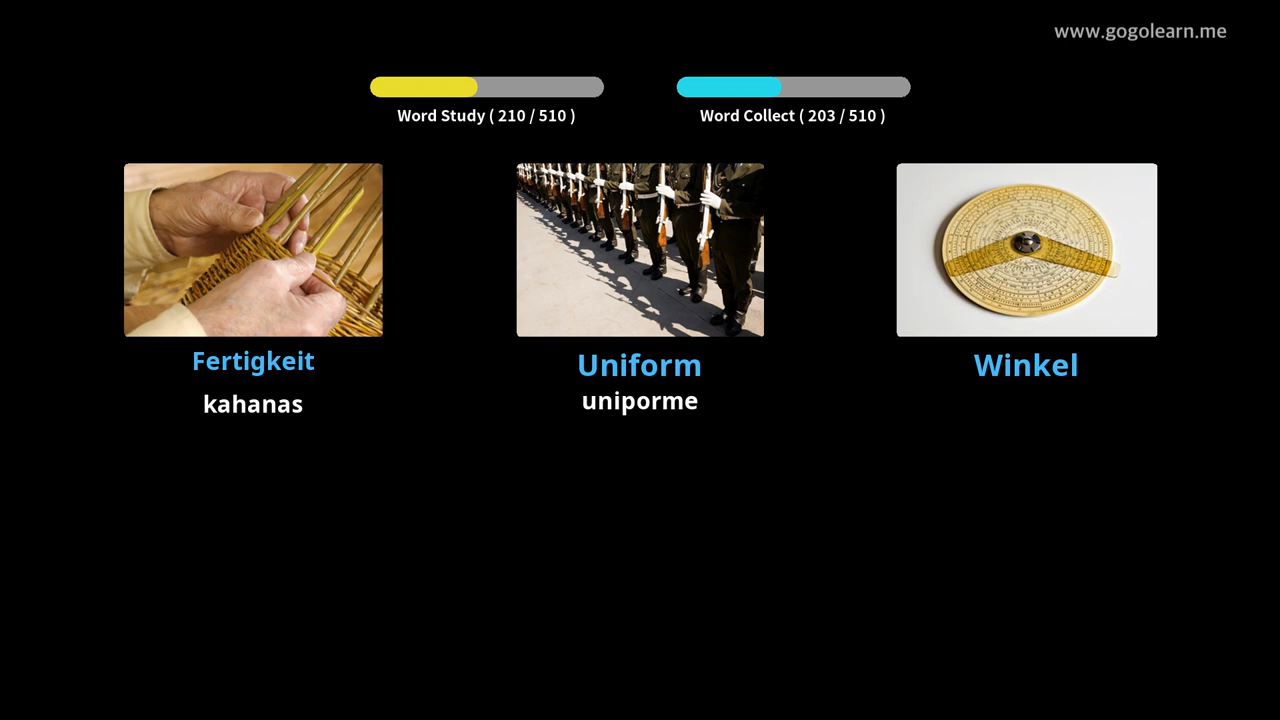 www.gogolearn.me
Word Study ( 210 / 510 )
Word Collect ( 203 / 510 )
Fertigkeit
kahanas
Uniform
uniporme
Winkel